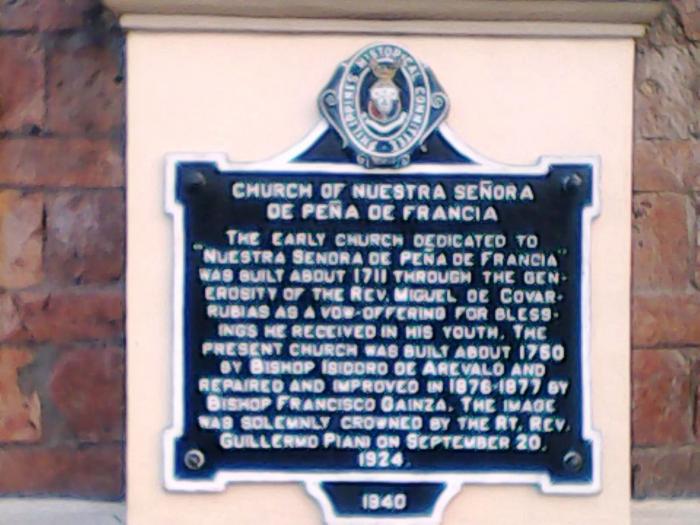 PHILIPPINES HISTORICAL COMMITTEE
CHURCH OF NUESTRA SEÑORA
DE PEÑA DE FRANCIA
THE EARLY CHURCH DEDICATED TO
"NUESTRA SENORA DE PEÑA DE FRANCIA"
WAS BUILT ABOUT 1711 THROUGH THE GEN-
EROSITY OF THE REV. MIGUEL DE COVAR-
RUBIAS AS A VOW-OFFERING FOR BLESS-
INGS HE RECEIVED IN HIS YOUTH. THE
PRESENT CHURCH WAS BUILT ABOUT 1750
BY BISHOP ISIDORO DE AREVALO AND
REPAIRED AND IMPROVED IN 1876-1877 BY
BISHOP FRANCISCO GAINZA. THE IMAGE
WAS SOLEMNLY CROWNED BY THE RT. REV.
GUILLERMO PIANI ON SEPTEMBER 20,
1924.
1940